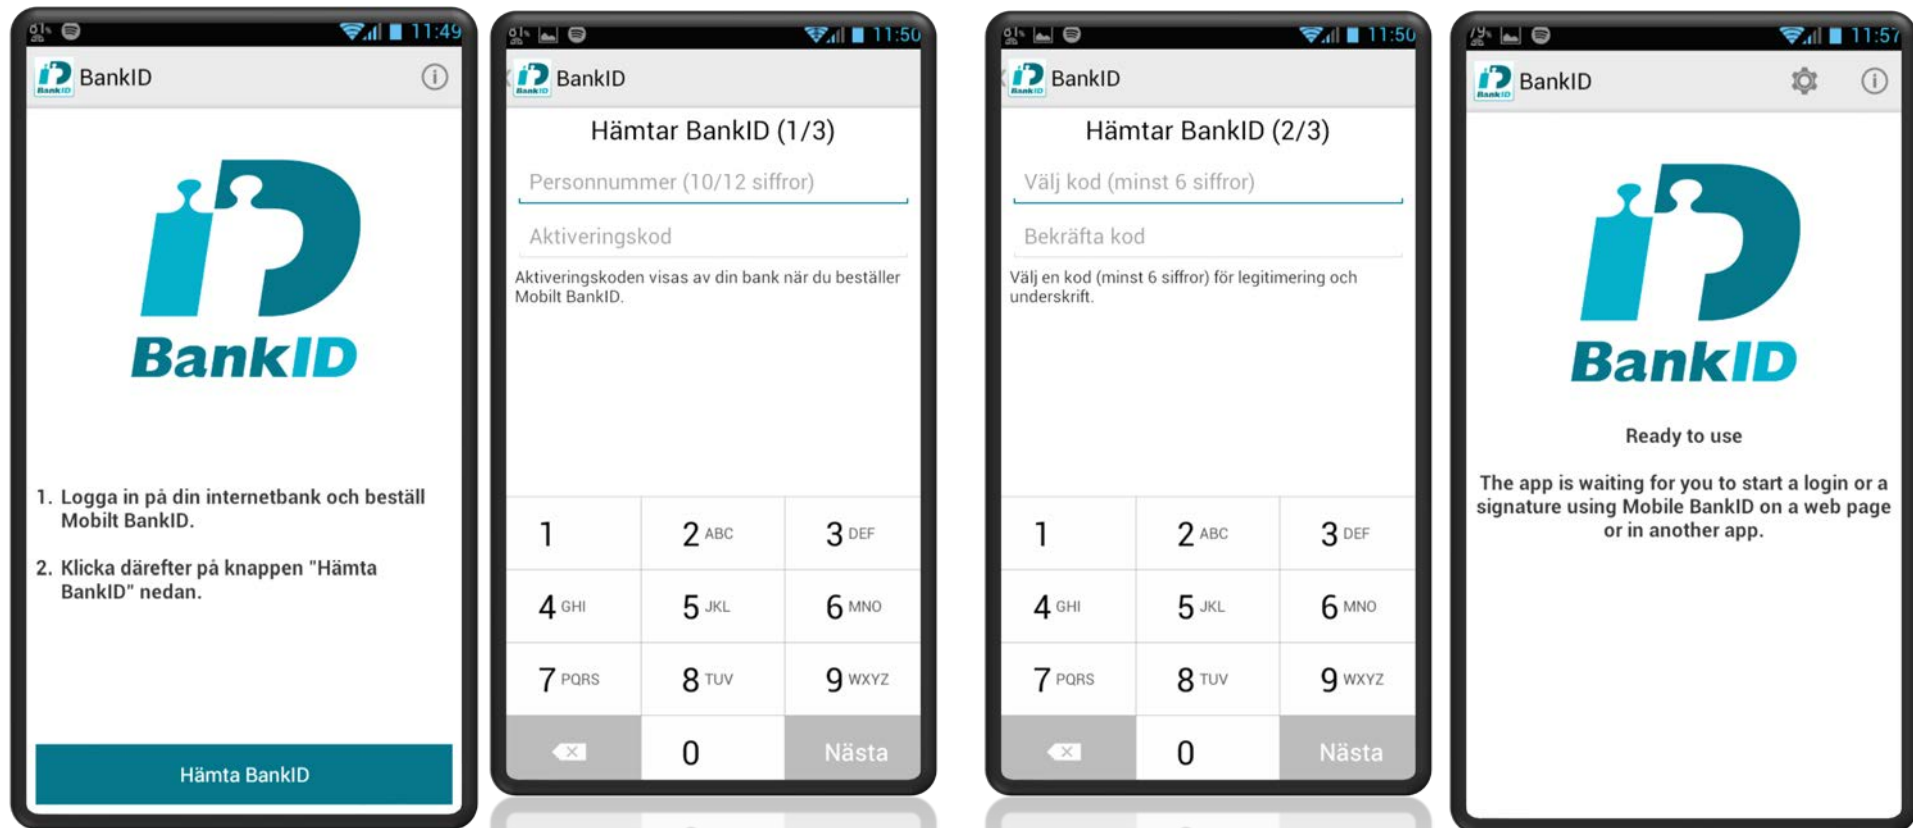 11:49
BankID
BankID
1. Logga in på din internetbank och beställ
Mobilt BankID.
2. Klicka därefter på knappen "Hämta
BankID" nedan.
Hämta BankID
11:50
BankID
Hämtar BankID (1/3)
Personnummer (10/12 siffror)
Aktiveringskod
Aktiveringskoden visas av din bank när du beställer
Mobilt BankID.
1 2 ABC 3 DEF
4 GHI 5 JKL 6 MNO
7 PQRS 8 TUV 9 WXYZ
0 Nästa
11:50
BankID
Hämtar BankID (2/3)
Välj kod (minst 6 siffror)
Bekräfta kod
Välj en kod (minst 6 siffror) för legitimering och
underskrift.
1 2 ABC 3 DEF
4 GHI 5 JKL 6 MNO
7 PQRS 8 TUV 9 WXYZ
0 Nästa
11:57
BankID
BankID
Ready to use
The app is waiting for you to start a login or a
signature using Mobile BankID on a web page
or in another app.